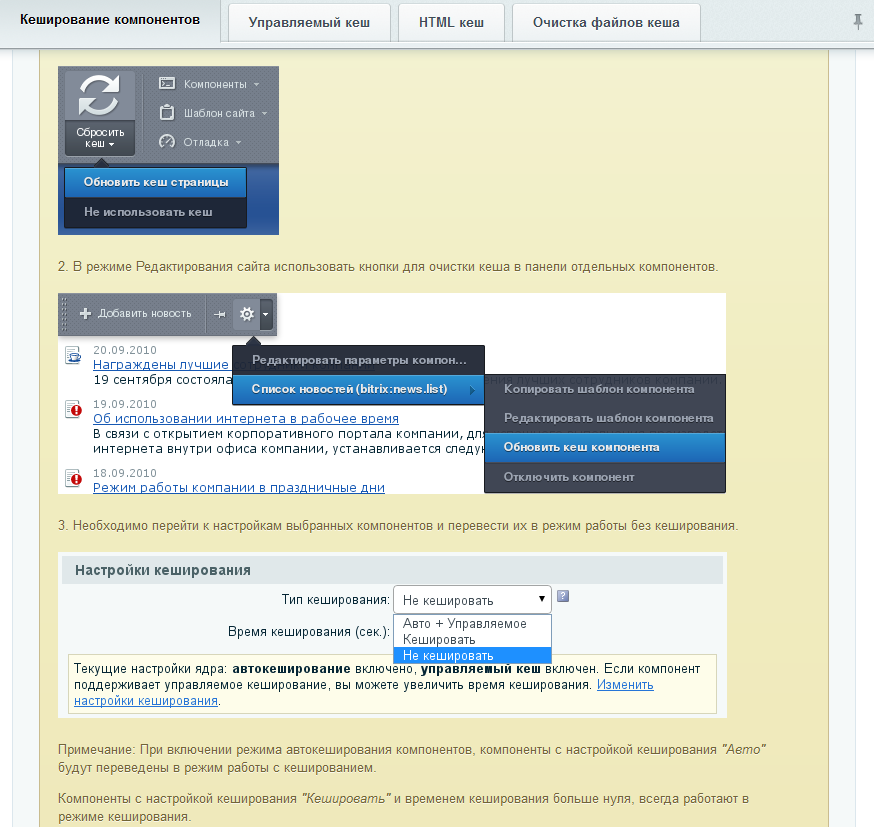 Кеширование компонентов
Управляемый кеш
HTML кеш
Очистка файлов кеша
Сбросить
кеш
Компоненты
Шаблон сайта
Отладка
Обновить кеш страницы
Не использовать кеш
2. В режиме Редактирования сайта использовать кнопки для очистки кеша в панели отдельных компонентов.
Добавить новость
20.09.2010
Награждены лучшие
19 сентября состояла
19.09.2010
Об использовании интернета в рабочее время
В связи с открытием корпоративного портала компании, для
интернета внутри офиса компании, устанавливается следую
18.09.2010
Режим работы компании в праздничные дни
Редактировать параметры компон...
Список новостей (bitrix:news.list)
Копировать шаблон компонента
Редактировать шаблон компонента
Обновить кеш компонента
Отключить компонент
3. Необходимо перейти к настройкам выбранных компонентов и перевести их в режим работы без кеширования.
Настройки кеширования
Тип кеширования: Не кешировать ?
Время кеширования (сек.):
Авто + Управляемое
Кешировать
Не кешировать
Текущие настройки ядра: автокеширование включено, управляемый кеш включен. Если компонент
поддерживает управляемое кеширование, вы можете увеличить время кеширования. Изменить
настройки кеширования.
Примечание: При включении режима автокеширования компонентов, компоненты с настройкой кеширования "Авто"
будут переведены в режим работы с кешированием.
Компоненты с настройкой кеширования "Кешировать" и временем кеширования больше нуля, всегда работают в
режиме кеширования.